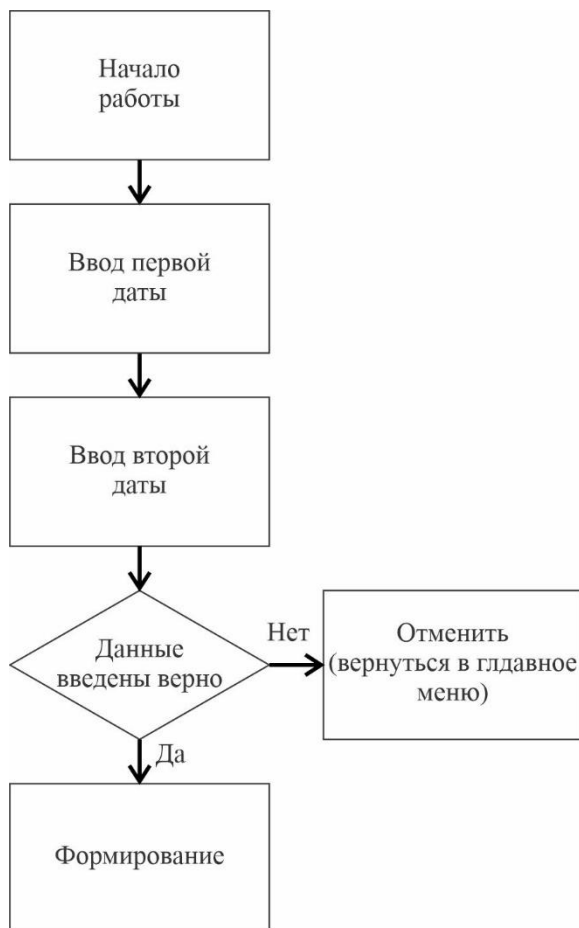 Начало
работы
Ввод первой
даты
Ввод второй
даты
Данные
введены верно
Нет
Отменить
(вернуться в глдавное
меню)
Да
Формирование